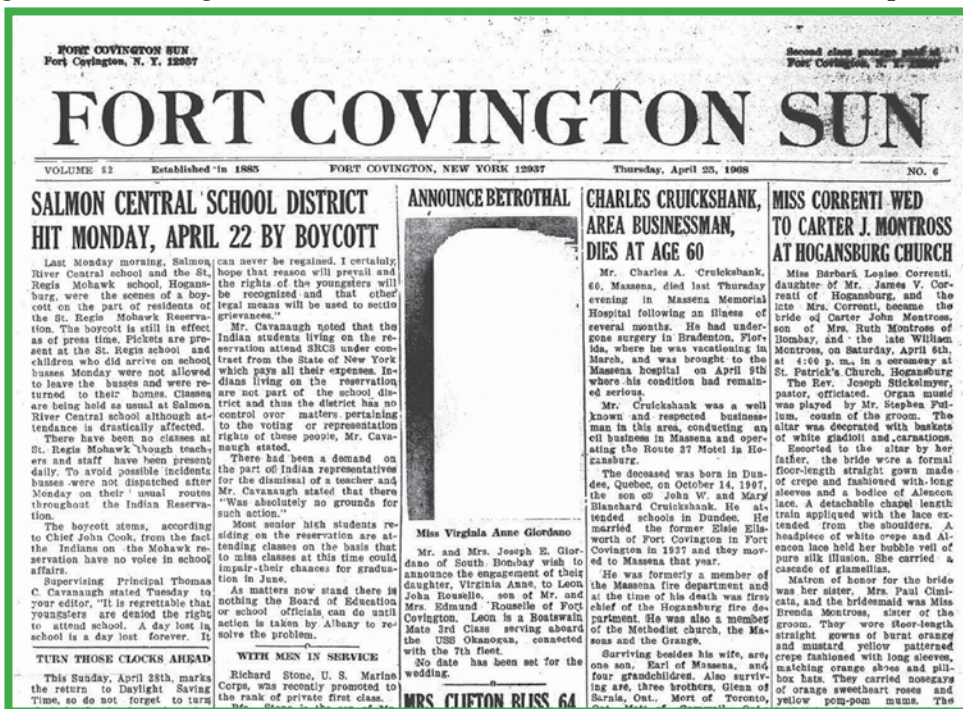 FORT COVINGTON SUN
Fort Covington, N. Y. 12937
Second class postage paid at
Fort Covington, N. Y. 12937
FORT COVINGTON SUN
VOLUME 82 Established in 1885 FORT COVINGTON, NEW YORK 12937 Thursday, April 25, 1968 NO. 6
SALMON CENTRAL SCHOOL DISTRICT
HIT MONDAY, APRIL 22 BY BOYCOTT
Last Monday morning, Salmon
River Central school and the St.
Regis Mohawk school, Hogans-
burg, were the scenes of a boy-
cott on the part of residents of
the St. Regis Mohawk Reserva-
tion. The boycott is still in effect
as of press time. Pickets are pre-
sent at the St. Regis school and
children who did arrive on school
busses Monday were not allowed
to leave the busses and were re-
turned to their homes. Classes
are being held as usual at Salmon
River Central school although at-
tendance is drastically affected.
There have been no classes at
St. Regis Mohawk though teach-
ers and staff have been present
daily. To avoid possible incidents
busses were not dispatched after
Monday on their usual routes
throughout the Indian Reserva-
tion.
The boycott stems, according
to Chief John Cook, from the fact
the Indians on the Mohawk re-
servation have no voice in school
affairs.
Supervising Principal Thomas
C. Cavanaugh stated Tuesday to
your editor, "It is regrettable that
youngsters are denied the right
to attend school. A day lost in
school is a day lost forever. It
TURN THOSE CLOCKS AHEAD
This Sunday, April 28th, marks
the return to Daylight Saving
Time, so do not forget to turn
can never be regained. I certainly
hope that reason will prevail and
the rights of the youngsters will
be recognized and that other
legal means will be used to settle
grievances."
Mr. Cavanaugh noted that the
Indian students living on the re-
servation attend SRCS under con-
tract from the State of New York
which pays all their expenses. In-
dians living on the reservation
are not part of the school dis-
trict and thus the district has no
control over matters pertaining
to the voting or representation
rights of these people, Mr. Cava-
naugh stated.
There had been a demand on
the part of Indian representatives
for the dismissal of a teacher and
Mr. Cavanaugh stated that there
"Was absolutely no grounds for
such action."
Most senior high students re-
siding on the reservation are at-
tending classes on the basis that
to miss classes at this time could
impair their chances for gradua-
tion in June.
As matters now stand there is
nothing the Board of Education
or school officials can do until
action is taken by Albany to re-
solve the problem.
WITH MEN IN SERVICE
Richard Stone, U. S. Marine
Corps, was recently promoted to
the rank of private first class.
ANNOUNCE BETROTHAL
Miss Virginia Anne Giordano
Mr. and Mrs. Joseph E. Gior-
dano of South Bombay wish to
announce the engagement of their
daughter, Virginia Anne, to Leon
John Rouselle, son of Mr. and
Mrs. Edmund Rouselle of Fort
Covington. Leon is a Boatswain
Mate 3rd Class serving aboard
the USS Okanogan, connected
with the 7th fleet.
No date has been set for the
wedding.
MRS. CLIFTON BLISS, 64
CHARLES CRUICKSHANK,
AREA BUSINESSMAN,
DIES AT AGE 60
Mr. Charles A. Cruickshank,
60, Massena, died last Thursday
evening in Massena Memorial
Hospital following an illness of
several months. He had under-
gone surgery in Bradenton, Flor-
ida, where he was vacationing in
March, and was brought to the
Massena hospital on April 9th
where his condition had remain-
ed serious.
Mr. Cruickshank was a well
known and respected business-
man in this area, conducting an
oil business in Massena and oper-
ating the Route 37 Motel in Ho-
gansburg.
The deceased was born in Dun-
dee, Quebec, on October 14, 1907,
the son of John W. and Mary
Blanchard Cruickshank. He at-
tended schools in Dundee. He
married the former Elsie Ells-
worth of Fort Covington in Fort
Covington in 1937 and they mov-
ed to Massena that year.
He was formerly a member of
the Massena fire department and
at the time of his death was first
chief of the Hogansburg fire de-
partment. He was also a member
of the Methodist church, the Ma-
sons and the Grange.
Surviving besides his wife, are
one son, Earl of Massena, and
four grandchildren. Also surviv-
ing are, three brothers, Glenn of
Sarnia, Ont., Mort of Toronto,
MISS CORRENTI WED
TO CARTER J. MONTROSS
AT HOGANSBURG CHURCH
Miss Barbara Louise Correnti,
daughter of Mr. James V. Cor-
renti of Hogansburg, and the
late Mrs. Correnti, became the
bride of Carter John Montross,
son of Mrs. Ruth Montross of
Bombay, and the late William
Montross, on Saturday, April 6th,
at 4:00 p. m., in a ceremony at
St. Patrick's Church, Hogansburg
The Rev. Joseph Stickelmyer,
pastor, officiated. Organ music
was played by Mr. Stephen Ful-
lum, cousin of the groom. The
altar was decorated with baskets
of white gladioli and carnations.
Escorted to the altar by her
father, the bride wore a formal
floor-length straight gown made
of crepe and fashioned with long
sleeves and a bodice of Alencon
lace. A detachable chapel length
train appliqued with the lace ex-
tended from the shoulders. A
headpiece of white crepe and Al-
encon lace held her bubble veil of
pure silk illusion. She carried a
cascade of glamellias.
Matron of honor for the bride
was her sister, Mrs. Paul Cimi-
cata, and the bridesmaid was Miss
Brenda Montross, sister of the
groom. They wore floor-length
straight gowns of burnt orange
and mustard yellow patterned
crepe fashioned with long sleeves,
matching orange shoes and pill-
box hats. They carried nosegays
of orange sweetheart roses and
yellow pom-pom mums. The